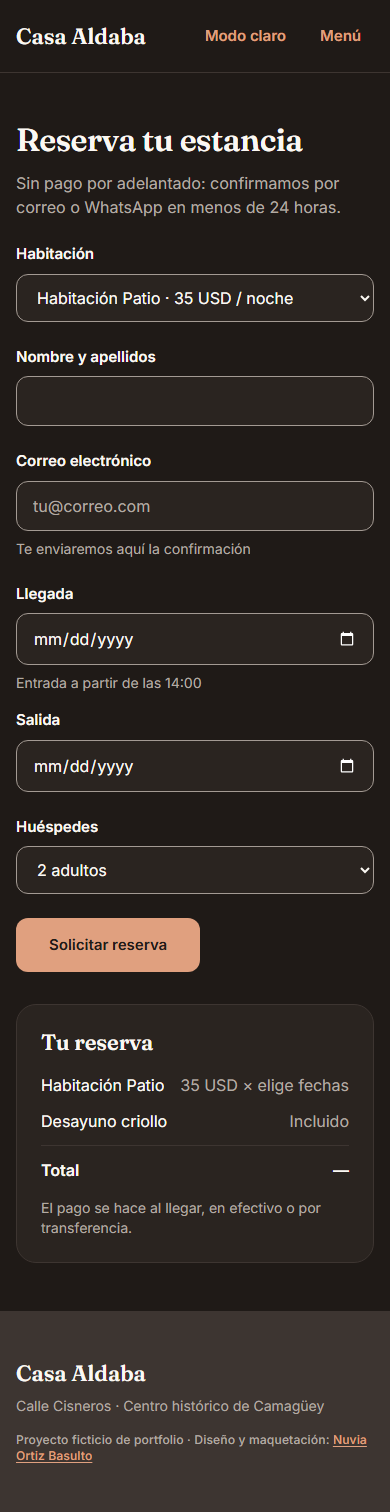 Casa Aldaba
Modo claro
Menú
Reserva tu estancia
Sin pago por adelantado: confirmamos por
correo o WhatsApp en menos de 24 horas.
Habitación
Habitación Patio · 35 USD / noche
Nombre y apellidos
Correo electrónico
tu@correo.com
Te enviaremos aquí la confirmación
Llegada
mm/dd/yyyy
Entrada a partir de las 14:00
Salida
mm/dd/yyyy
Huéspedes
2 adultos
Solicitar reserva
Tu reserva
Habitación Patio 35 USD × elige fechas
Desayuno criollo Incluido
Total —
El pago se hace al llegar, en efectivo o por
transferencia.
Casa Aldaba
Calle Cisneros · Centro histórico de Camagüey
Proyecto ficticio de portfolio · Diseño y maquetación: Nuvia
Ortiz Basulto